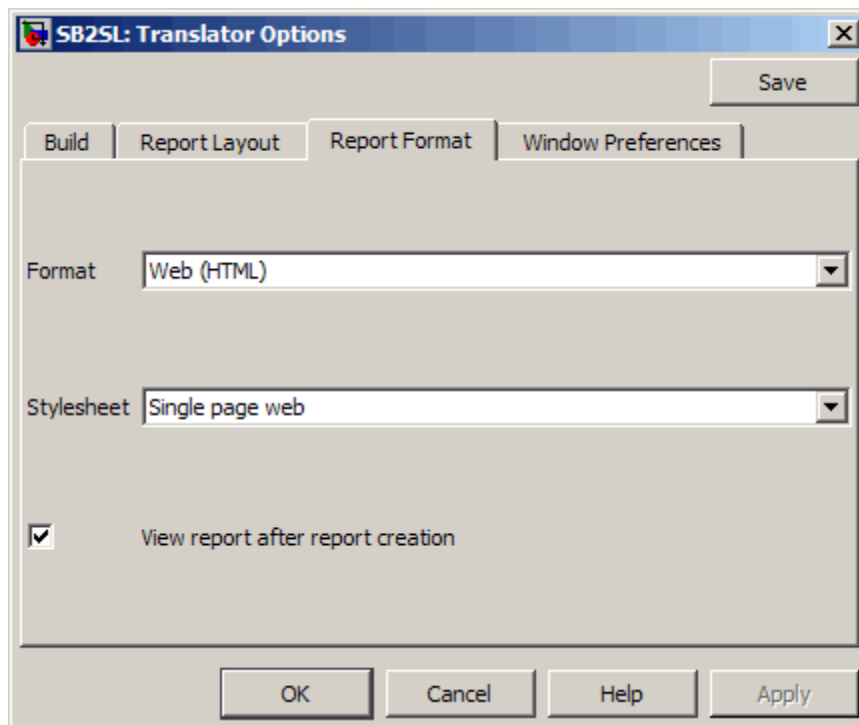 SB2SL: Translator Options
Save
Build Report Layout Report Format Window Preferences
Format Web (HTML)
Stylesheet Single page web
View report after report creation
OK Cancel Help Apply